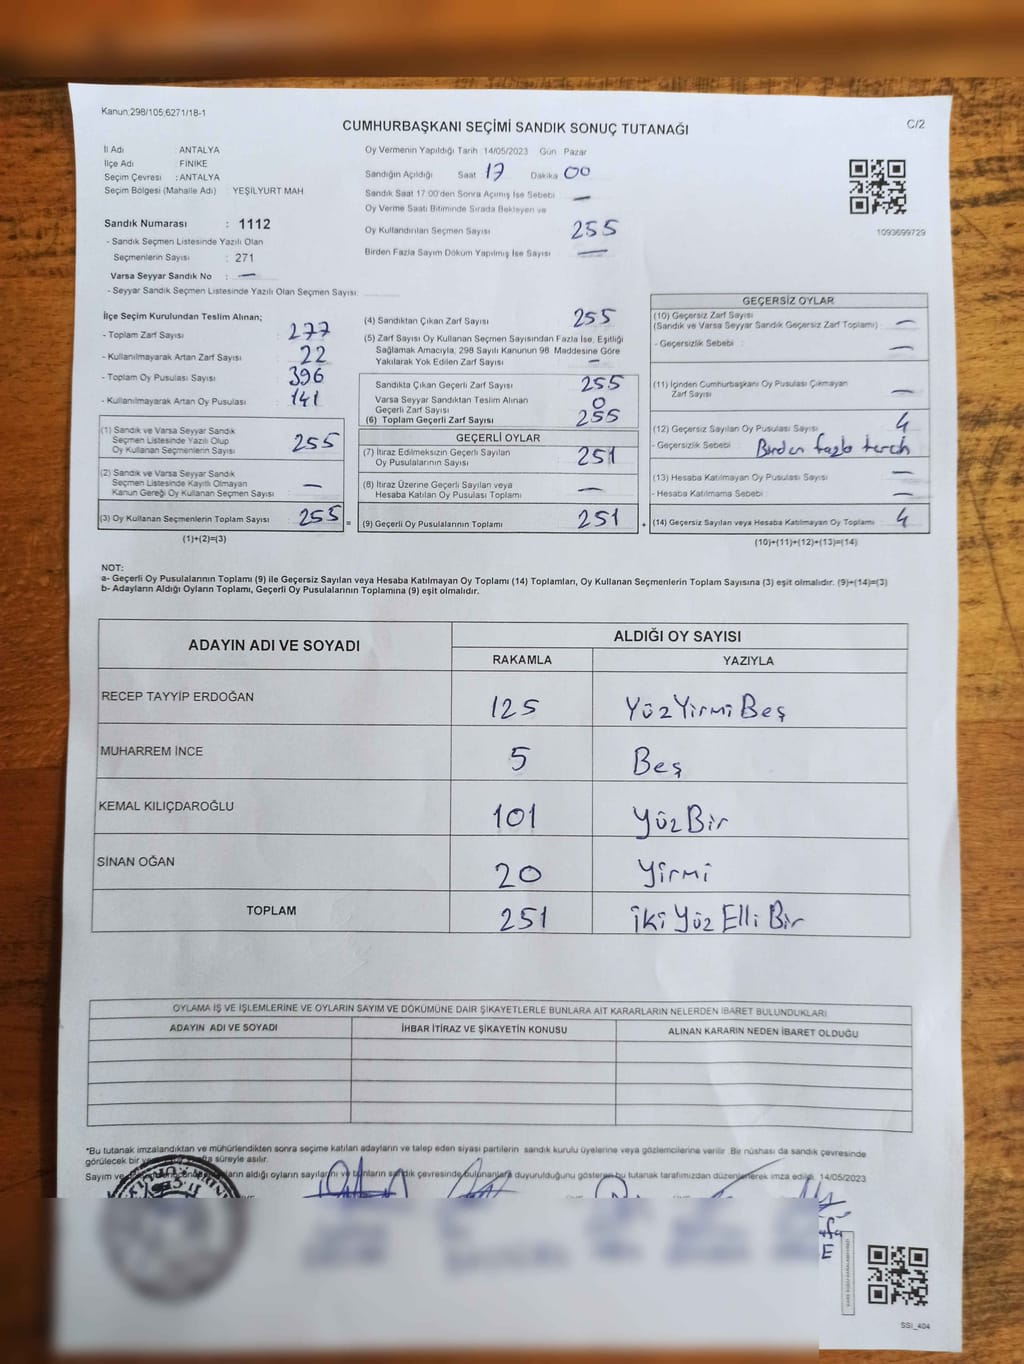 Kanun:298/105;6271/18-1
CUMHURBAŞKANI SEÇİMİ SANDIK SONUÇ TUTANAĞI
C/2
İl Adı : ANTALYA
İlçe Adı : FİNİKE
Seçim Çevresi : ANTALYA
Seçim Bölgesi (Mahalle Adı) : YEŞİLYURT MAH
Sandık Numarası : 1112
- Sandık Seçmen Listesinde Yazılı Olan
Seçmenlerin Sayısı : 271
Varsa Seyyar Sandık No : —
- Seyyar Sandık Seçmen Listesinde Yazılı Olan Seçmen Sayısı:
Oy Vermenin Yapıldığı Tarih 14/05/2023 Gün Pazar
Sandığın Açıldığı Saat 17 Dakika 00
Sandık Saat 17:00'den Sonra Açılmış İse Sebebi —
Oy Verme Saati Bitiminde Sırada Bekleyen ve
Oy Kullandırılan Seçmen Sayısı 255
Birden Fazla Sayım Döküm Yapılmış İse Sayısı —
1093699729
İlçe Seçim Kurulundan Teslim Alınan;
- Toplam Zarf Sayısı 277
- Kullanılmayarak Artan Zarf Sayısı 22
- Toplam Oy Pusulası Sayısı 396
- Kullanılmayarak Artan Oy Pusulası 141
(1) Sandık ve Varsa Seyyar Sandık
Seçmen Listesinde Yazılı Olup
Oy Kullanan Seçmenlerin Sayısı 255
(2) Sandık ve Varsa Seyyar Sandık
Seçmen Listesinde Kayıtlı Olmayan
Kanun Gereği Oy Kullanan Seçmen Sayısı —
(3) Oy Kullanan Seçmenlerin Toplam Sayısı 255 =
(1)+(2)=(3)
(4) Sandıktan Çıkan Zarf Sayısı 255
(5) Zarf Sayısı Oy Kullanan Seçmen Sayısından Fazla İse, Eşitliği
Sağlamak Amacıyla, 298 Sayılı Kanunun 98. Maddesine Göre
Yakılarak Yok Edilen Zarf Sayısı —
Sandıkta Çıkan Geçerli Zarf Sayısı 255
Varsa Seyyar Sandıktan Teslim Alınan
Geçerli Zarf Sayısı 0
(6) Toplam Geçerli Zarf Sayısı 255
GEÇERLİ OYLAR
(7) İtiraz Edilmeksizin Geçerli Sayılan
Oy Pusulalarının Sayısı 251
(8) İtiraz Üzerine Geçerli Sayılan veya
Hesaba Katılan Oy Pusulası Toplamı —
(9) Geçerli Oy Pusulalarının Toplamı 251 +
GEÇERSİZ OYLAR
(10) Geçersiz Zarf Sayısı —
(Sandık ve Varsa Seyyar Sandık Geçersiz Zarf Toplamı)
- Geçersizlik Sebebi : —
(11) İçinden Cumhurbaşkanı Oy Pusulası Çıkmayan
Zarf Sayısı —
(12) Geçersiz Sayılan Oy Pusulası Sayısı 4
- Geçersizlik Sebebi : Birden fazla tercih
(13) Hesaba Katılmayan Oy Pusulası Sayısı —
- Hesaba Katılmama Sebebi : —
(14) Geçersiz Sayılan veya Hesaba Katılmayan Oy Toplamı 4
(10)+(11)+(12)+(13)=(14)
NOT:
a- Geçerli Oy Pusulalarının Toplamı (9) ile Geçersiz Sayılan veya Hesaba Katılmayan Oy Toplamı (14) Toplamları, Oy Kullanan Seçmenlerin Toplam Sayısına (3) eşit olmalıdır. (9)+(14)=(3)
b- Adayların Aldığı Oyların Toplamı, Geçerli Oy Pusulalarının Toplamına (9) eşit olmalıdır.
ADAYIN ADI VE SOYADI
ALDIĞI OY SAYISI
RAKAMLA YAZIYLA
RECEP TAYYİP ERDOĞAN 125 YüzYirmiBeş
MUHARREM İNCE 5 Beş
KEMAL KILIÇDAROĞLU 101 YüzBir
SİNAN OĞAN 20 Yirmi
TOPLAM 251 İkiYüzElliBir
OYLAMA İŞ VE İŞLEMLERİNE VE OYLARIN SAYIM VE DÖKÜMÜNE DAİR ŞİKAYETLERLE BUNLARA AİT KARARLARIN NELERDEN İBARET BULUNDUKLARI
ADAYIN ADI VE SOYADI İHBAR İTİRAZ VE ŞİKAYETİN KONUSU ALINAN KARARIN NEDEN İBARET OLDUĞU
*Bu tutanak imzalandıktan ve mühürlendikten sonra seçime katılan adayların ve talep eden siyasi partilerin sandık kurulu üyelerine veya gözlemcilerine verilir. Bir nüshası da sandık çevresinde
görülecek bir süreyle asılır.
Sayım ve aldığı oyların sayılarını ve bunların sandık çevresinde bulunanlara duyurulduğunu gösteren bu tutanak tarafımızdan düzenlenerek imza edildi. 14/05/2023
SSİ_404